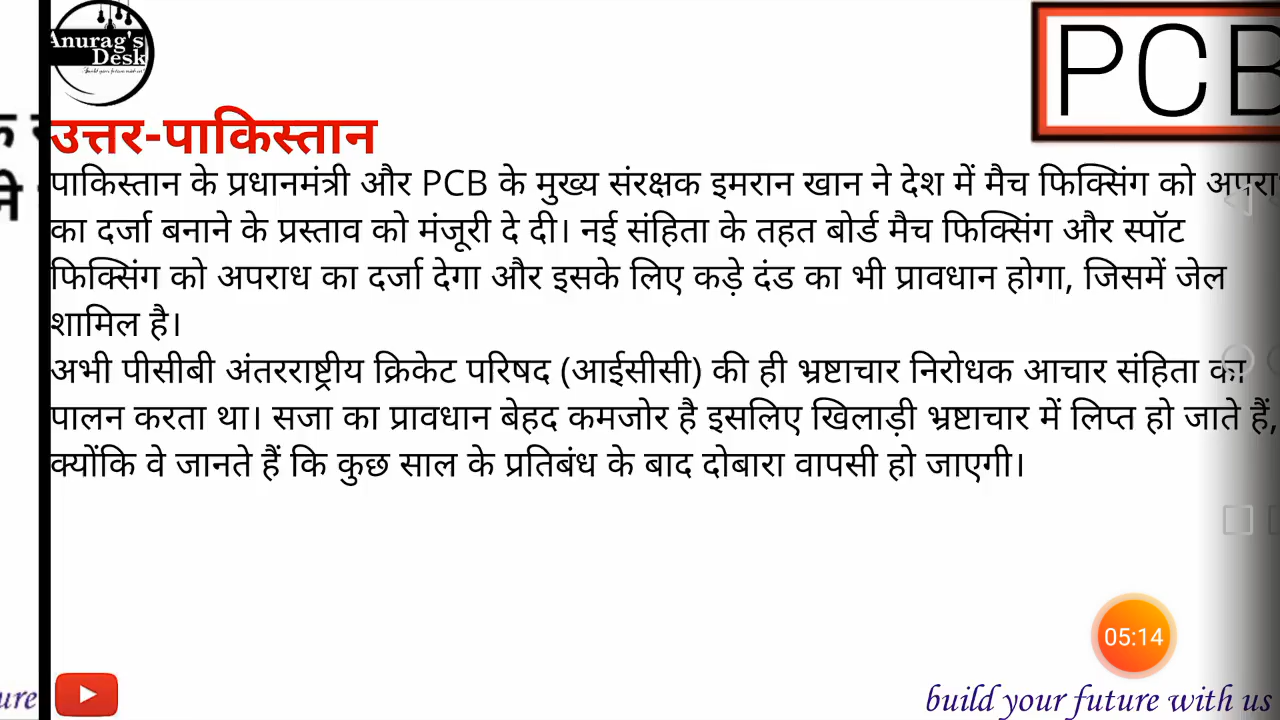 Anurag's
Desk
PCB
उत्तर-पाकिस्तान
पाकिस्तान के प्रधानमंत्री और PCB के मुख्य संरक्षक इमरान खान ने देश में मैच फिक्सिंग को
का दर्जा बनाने के प्रस्ताव को मंजूरी दे दी। नई संहिता के तहत बोर्ड मैच फिक्सिंग और स्पॉट
फिक्सिंग को अपराध का दर्जा देगा और इसके लिए कड़े दंड का भी प्रावधान होगा, जिसमें जेल
शामिल है।
अभी पीसीबी अंतरराष्ट्रीय क्रिकेट परिषद (आईसीसी) की ही भ्रष्टाचार निरोधक आचार संहिता का
पालन करता था। सजा का प्रावधान बेहद कमजोर है इसलिए खिलाड़ी भ्रष्टाचार में लिप्त हो जाते हैं,
क्योंकि वे जानते हैं कि कुछ साल के प्रतिबंध के बाद दोबारा वापसी हो जाएगी।
05:14
build your future with us